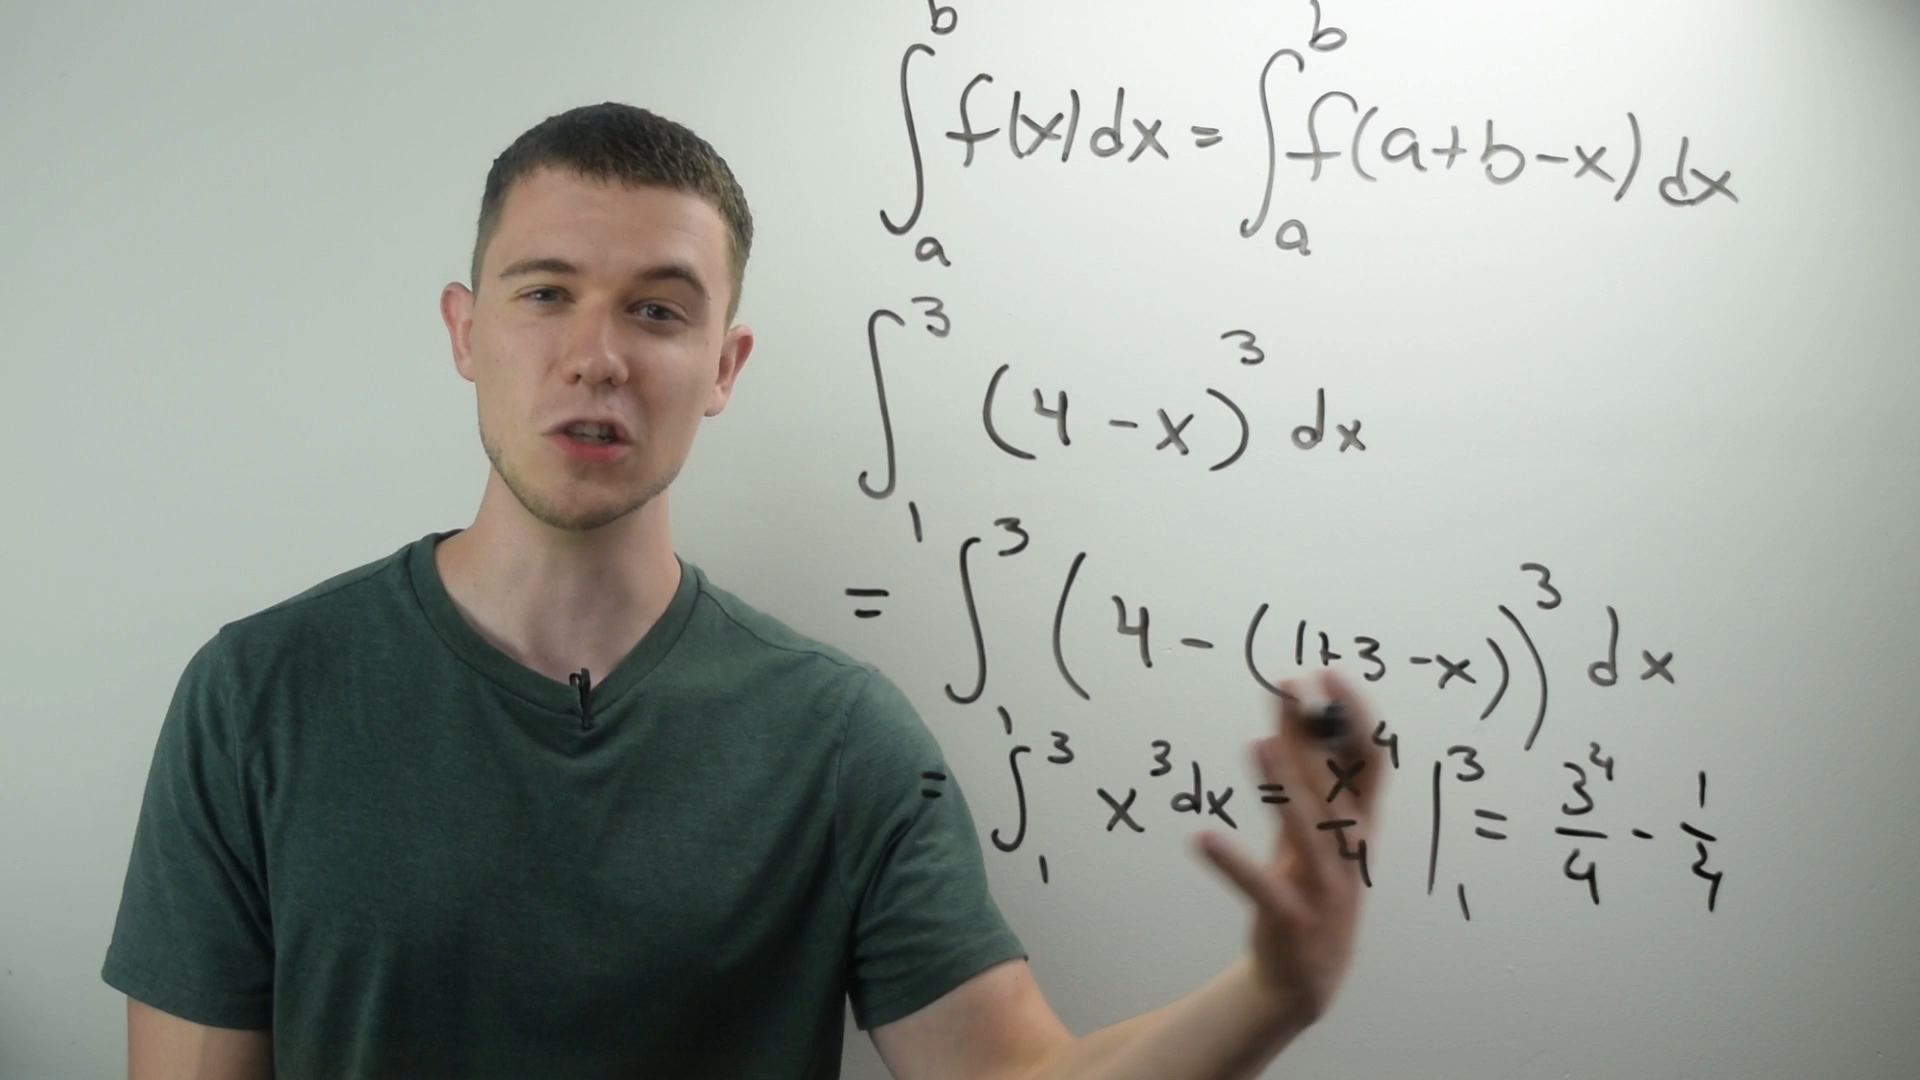 ∫_a^b f(x)dx = ∫_a^b f(a+b-x) dx
∫_1^3 (4-x)^3 dx
= ∫_1^3 (4-(1+3-x))^3 dx
= ∫_1^3 x^3 dx = x^4/4 |_1^3 = 3^4/4 - 1/4